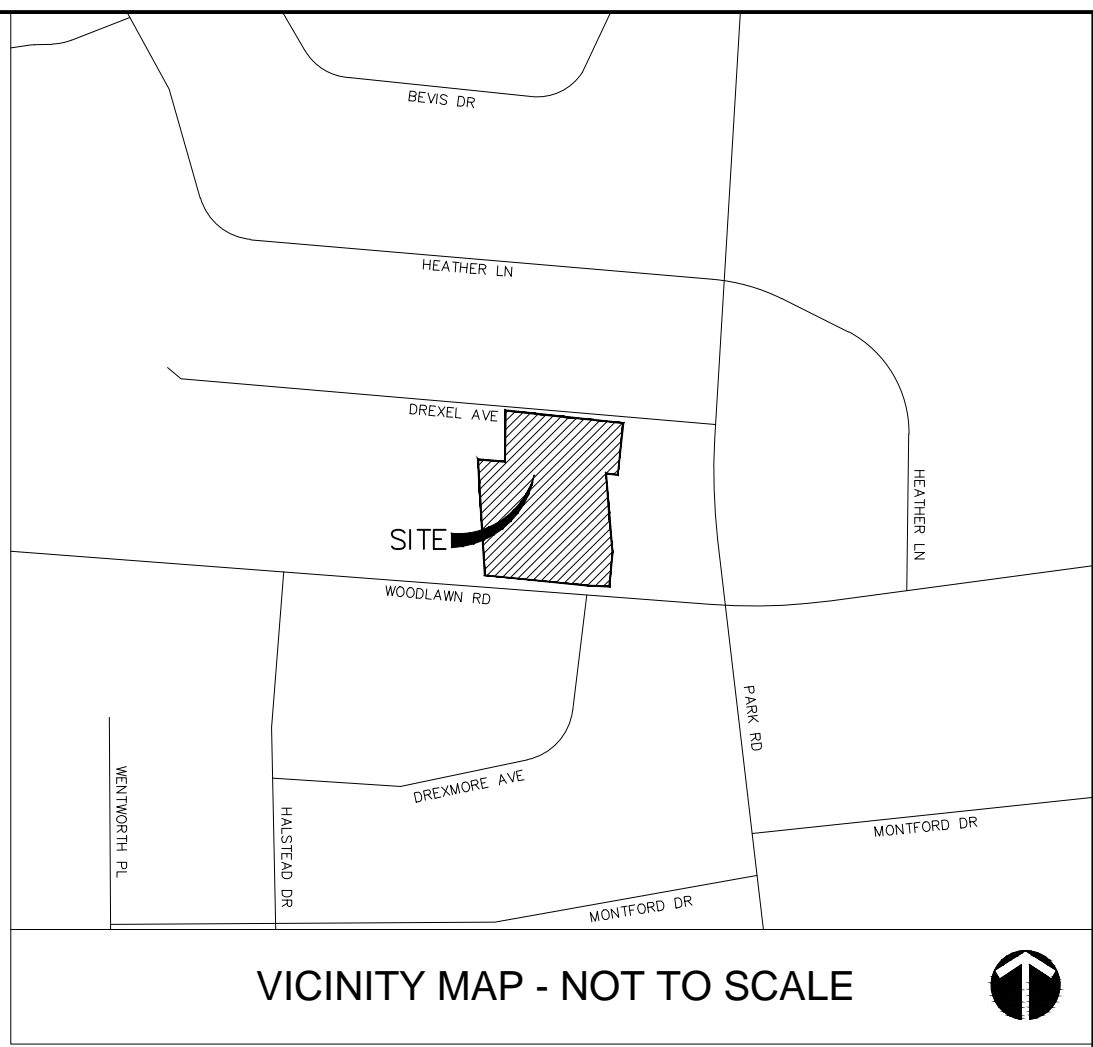 BEVIS DR
HEATHER LN
DREXEL AVE
HEATHER LN
SITE
WOODLAWN RD
PARK RD
WENTWORTH PL
HALSTEAD DR
DREXMORE AVE
MONTFORD DR
MONTFORD DR
VICINITY MAP - NOT TO SCALE